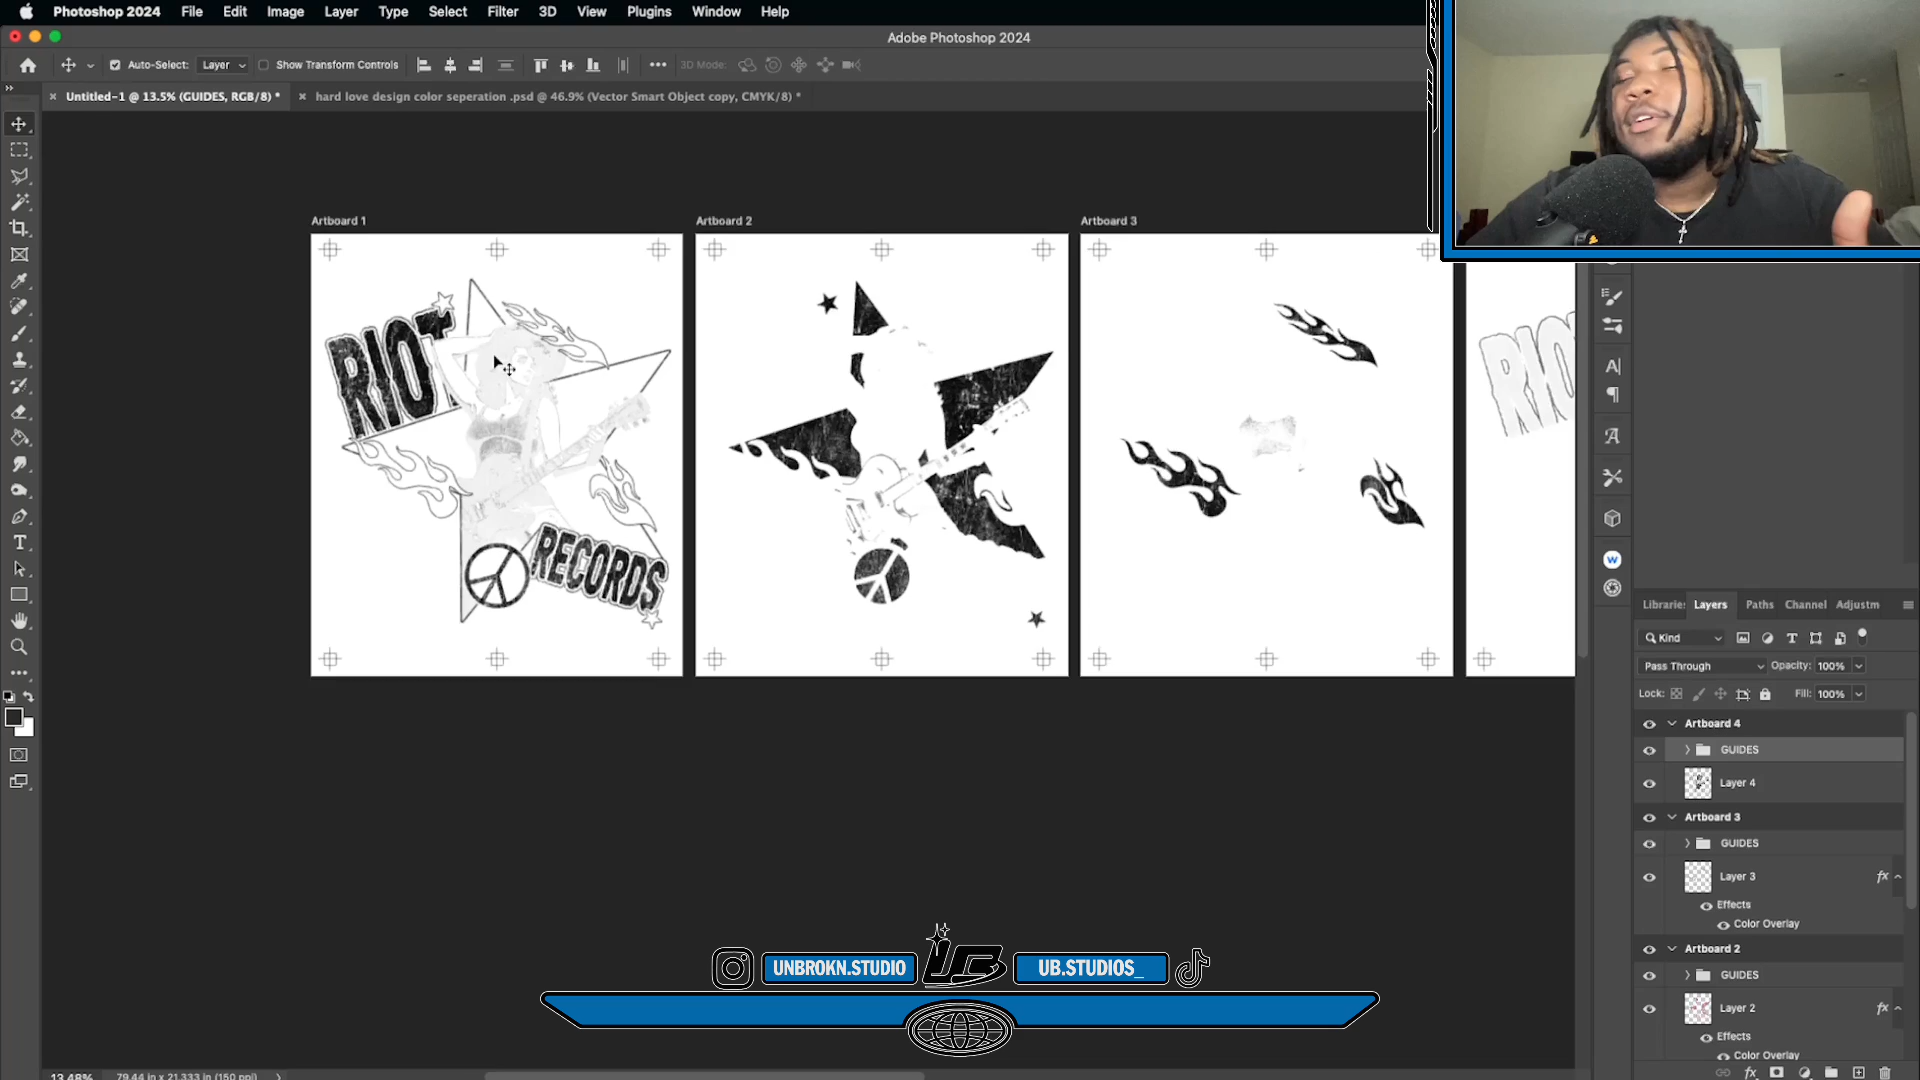 Photoshop 2024 File Edit Image Layer Type Select Filter 3D View Plugins Window Help
Adobe Photoshop 2024
Auto-Select: Layer Show Transform Controls 3D Mode:
Untitled-1 @ 13.5% (GUIDES, RGB/8) * hard love design color seperation .psd @ 46.9% (Vector Smart Object copy, CMYK/8) *
Artboard 1 Artboard 2 Artboard 3
RIOT
RECORDS
RIO
Libraries Layers Paths Channel Adjustm
Kind
Pass Through Opacity: 100%
Lock: Fill: 100%
Artboard 4
GUIDES
Layer 4
Artboard 3
GUIDES
Layer 3 fx
Effects
Color Overlay
Artboard 2
GUIDES
Layer 2 fx
Effects
Color Overlay
UNBROKN.STUDIO UB UB.STUDIOS_
13.48% 79.44 in x 21.333 in (150 ppi)